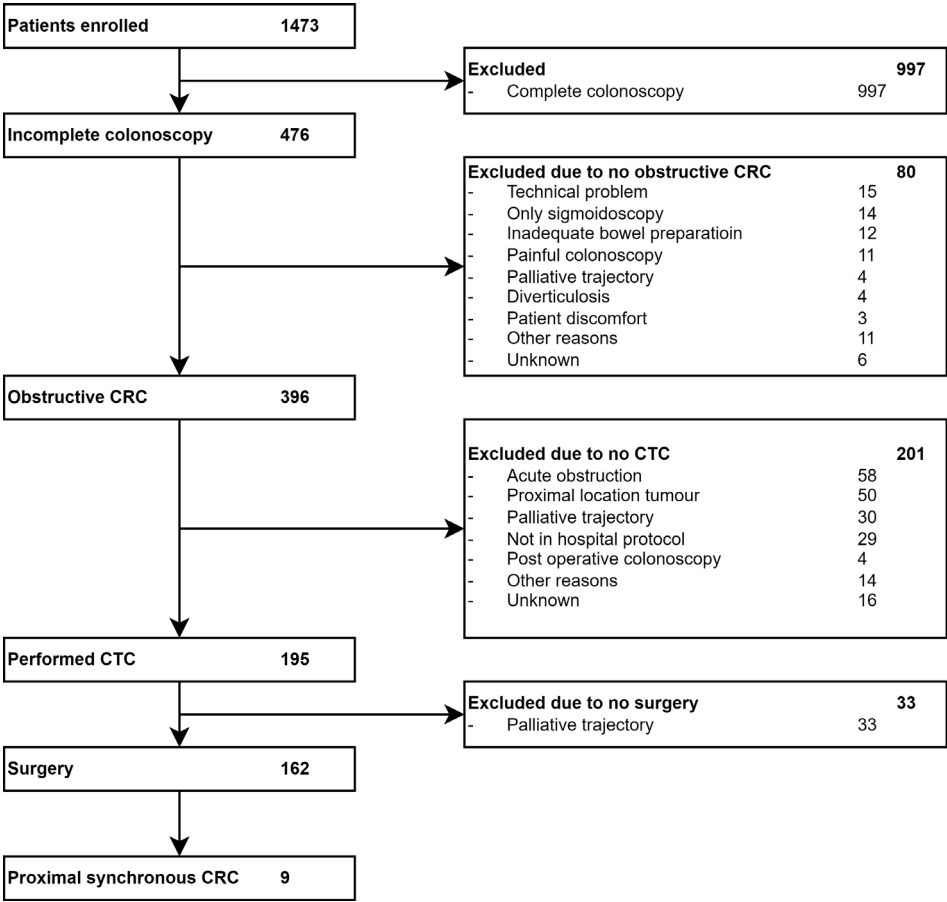 Patients enrolled 1473
Excluded 997
- Complete colonoscopy 997
Incomplete colonoscopy 476
Excluded due to no obstructive CRC 80
- Technical problem 15
- Only sigmoidoscopy 14
- Inadequate bowel preparatioin 12
- Painful colonoscopy 11
- Palliative trajectory 4
- Diverticulosis 4
- Patient discomfort 3
- Other reasons 11
- Unknown 6
Obstructive CRC 396
Excluded due to no CTC 201
- Acute obstruction 58
- Proximal location tumour 50
- Palliative trajectory 30
- Not in hospital protocol 29
- Post operative colonoscopy 4
- Other reasons 14
- Unknown 16
Performed CTC 195
Excluded due to no surgery 33
- Palliative trajectory 33
Surgery 162
Proximal synchronous CRC 9